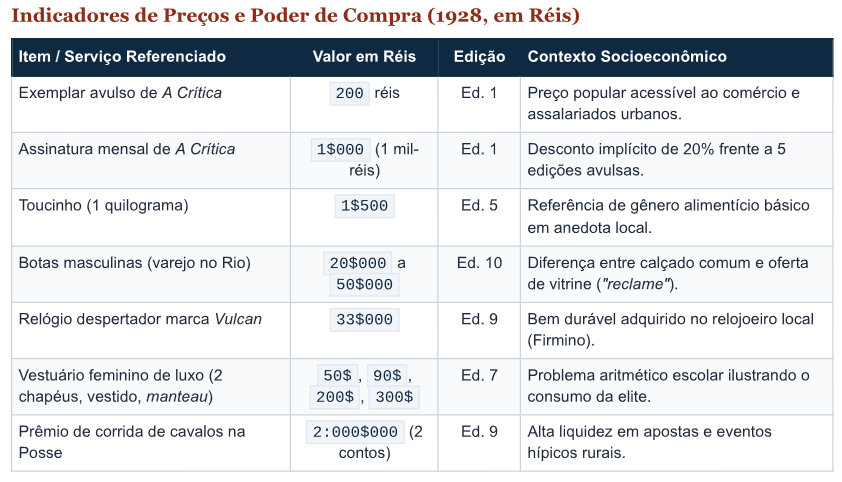 Indicadores de Preços e Poder de Compra (1928, em Réis)
Item / Serviço Referenciado Valor em Réis Edição Contexto Socioeconômico
Exemplar avulso de A Crítica 200 réis Ed. 1 Preço popular acessível ao comércio e
assalariados urbanos.
Assinatura mensal de A Crítica 1$000 (1 mil- Ed. 1 Desconto implícito de 20% frente a 5
réis) edições avulsas.
Toucinho (1 quilograma) 1$500 Ed. 5 Referência de gênero alimentício básico
em anedota local.
Botas masculinas (varejo no Rio) 20$000 a Ed. 10 Diferença entre calçado comum e oferta
50$000 de vitrine ("reclame").
Relógio despertador marca Vulcan 33$000 Ed. 9 Bem durável adquirido no relojoeiro local
(Firmino).
Vestuário feminino de luxo (2 50$ , 90$ , Ed. 7 Problema aritmético escolar ilustrando o
chapéus, vestido, manteau) 200$ , 300$ consumo da elite.
Prêmio de corrida de cavalos na 2:000$000 (2 Ed. 9 Alta liquidez em apostas e eventos
Posse contos) hípicos rurais.